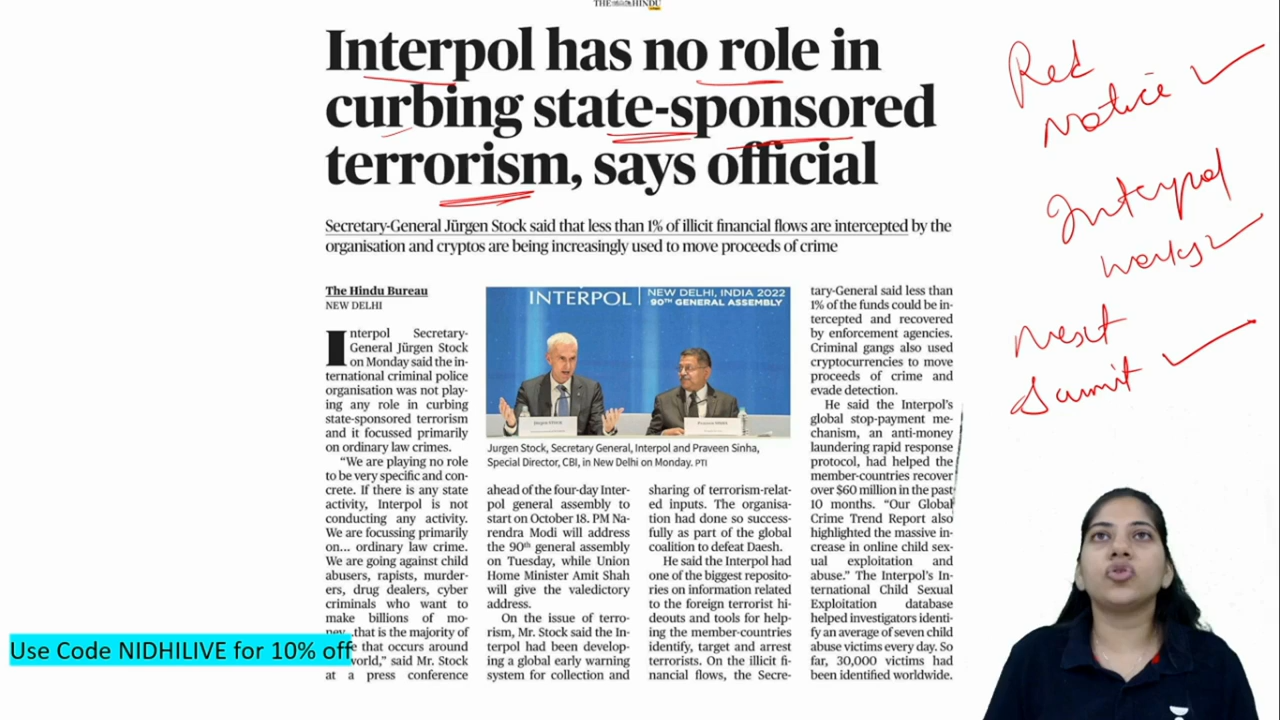 THE HINDU
Interpol has no role in
curbing state-sponsored
terrorism, says official
Secretary-General Jürgen Stock said that less than 1% of illicit financial flows are intercepted by the
organisation and cryptos are being increasingly used to move proceeds of crime
The Hindu Bureau
NEW DELHI
Interpol Secretary-
General Jürgen Stock
on Monday said the in-
ternational criminal police
organisation was not play-
ing any role in curbing
state-sponsored terrorism
and it focussed primarily
on ordinary law crimes.
“We are playing no role
to be very specific and con-
crete. If there is any state
activity, Interpol is not
conducting any activity.
We are focussing primarily
on... ordinary law crime.
We are going against child
abusers, rapists, murder-
ers, drug dealers, cyber
criminals who want to
make billions of mo-
ney...that is the majority of
e that occurs around
world,” said Mr. Stock
at a press conference
INTERPOL
NEW DELHI, INDIA 2022
90TH GENERAL ASSEMBLY
Jurgen Stock, Secretary General, Interpol and Praveen Sinha,
Special Director, CBI, in New Delhi on Monday. PTI
ahead of the four-day Inter-
pol general assembly to
start on October 18. PM Na-
rendra Modi will address
the 90th general assembly
on Tuesday, while Union
Home Minister Amit Shah
will give the valedictory
address.
On the issue of terro-
rism, Mr. Stock said the In-
terpol had been develop-
ing a global early warning
system for collection and
sharing of terrorism-relat-
ed inputs. The organisa-
tion had done so success-
fully as part of the global
coalition to defeat Daesh.
He said the Interpol had
one of the biggest reposito-
ries on information related
to the foreign terrorist hi-
deouts and tools for help-
ing the member-countries
identify, target and arrest
terrorists. On the illicit fi-
nancial flows, the Secre-
tary-General said less than
1% of the funds could be in-
tercepted and recovered
by enforcement agencies.
Criminal gangs also used
cryptocurrencies to move
proceeds of crime and
evade detection.
He said the Interpol's
global stop-payment me-
chanism, an anti-money
laundering rapid response
protocol, had helped the
member-countries recover
over $60 million in the past
10 months. “Our Global
Crime Trend Report also
highlighted the massive in-
crease in online child sex-
ual exploitation and
abuse.” The Interpol's In-
ternational Child Sexual
Exploitation database
helped investigators identi-
fy an average of seven child
abuse victims every day. So
far, 30,000 victims had
been identified worldwide.
Red
Notice
Interpol
works
Next
Summit
Use Code NIDHILIVE for 10% off